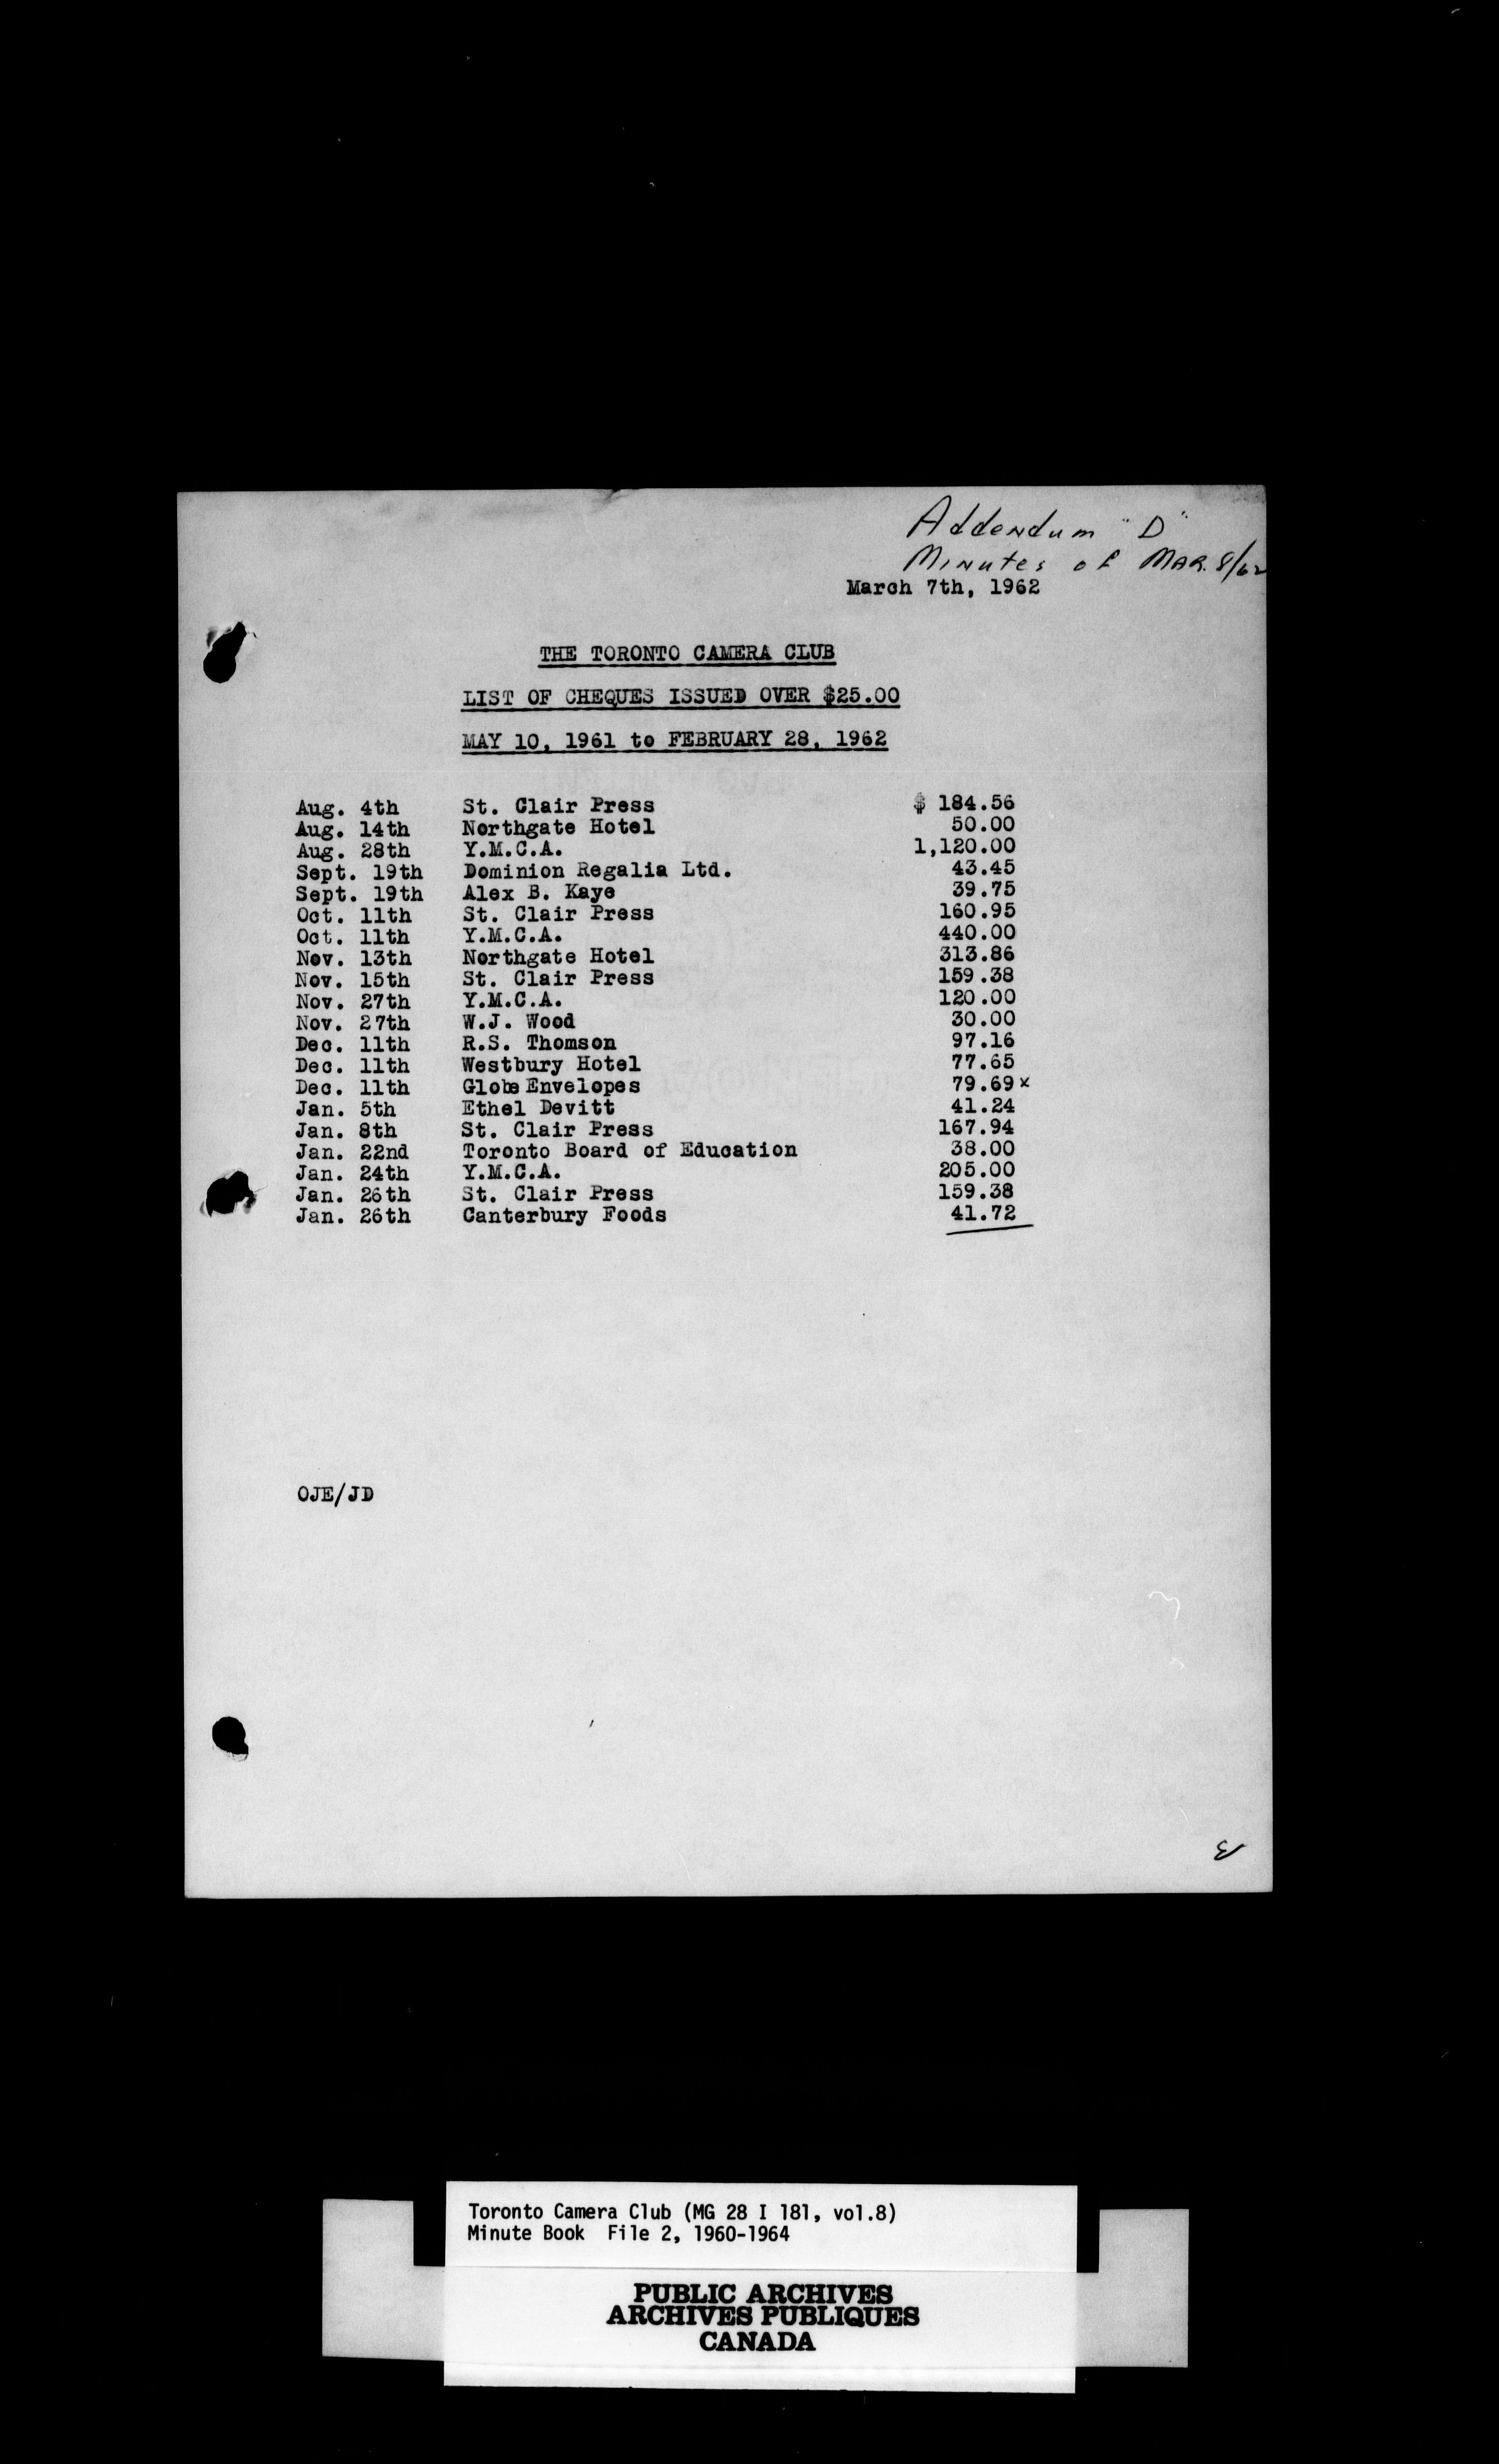 Addendum "D"
Minutes of MAR. 8/62
March 7th, 1962
THE TORONTO CAMERA CLUB
LIST OF CHEQUES ISSUED OVER $25.00
MAY 10, 1961 to FEBRUARY 28, 1962
Aug. 4th St. Clair Press $ 184.56
Aug. 14th Northgate Hotel 50.00
Aug. 28th Y.M.C.A. 1,120.00
Sept. 19th Dominion Regalia Ltd. 43.45
Sept. 19th Alex B. Kaye 39.75
Oct. 11th St. Clair Press 160.95
Oct. 11th Y.M.C.A. 440.00
Nov. 13th Northgate Hotel 313.86
Nov. 15th St. Clair Press 159.38
Nov. 27th Y.M.C.A. 120.00
Nov. 27th W.J. Wood 30.00
Dec. 11th R.S. Thomson 97.16
Dec. 11th Westbury Hotel 77.65
Dec. 11th Globe Envelopes 79.69 x
Jan. 5th Ethel Devitt 41.24
Jan. 8th St. Clair Press 167.94
Jan. 22nd Toronto Board of Education 38.00
Jan. 24th Y.M.C.A. 205.00
Jan. 26th St. Clair Press 159.38
Jan. 26th Canterbury Foods 41.72
OJE/JD
Toronto Camera Club (MG 28 I 181, vol.8)
Minute Book File 2, 1960-1964
PUBLIC ARCHIVES
ARCHIVES PUBLIQUES
CANADA